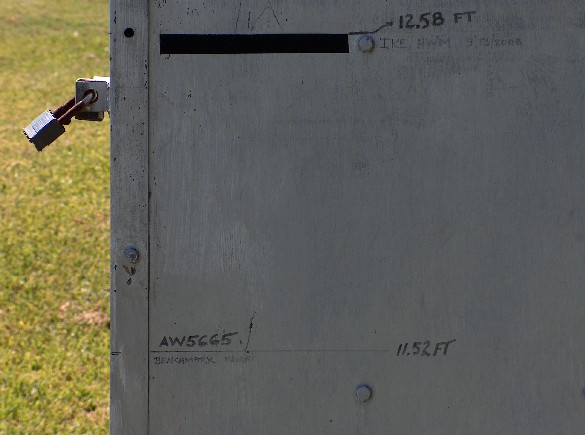 12.58 FT
IKE HWM 9/13/2008
AW5665
BENCHMARK
11.52 FT